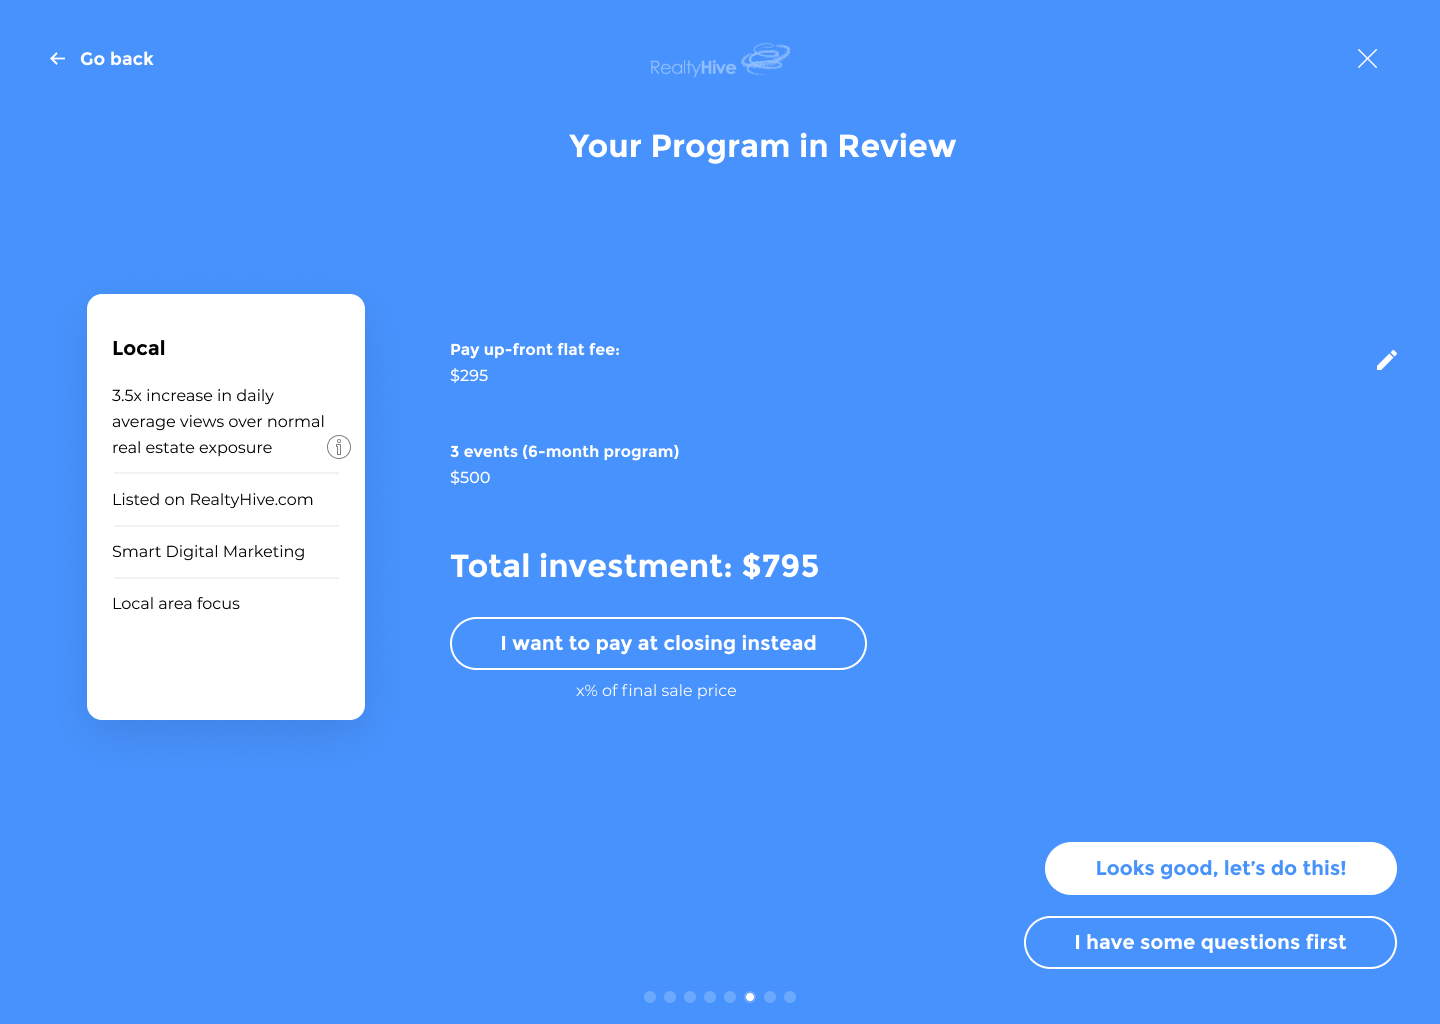 Go back
RealtyHive
Your Program in Review
Local
3.5x increase in daily
average views over normal
real estate exposure
Listed on RealtyHive.com
Smart Digital Marketing
Local area focus
Pay up-front flat fee:
$295
3 events (6-month program)
$500
Total investment: $795
I want to pay at closing instead
x% of final sale price
Looks good, let’s do this!
I have some questions first